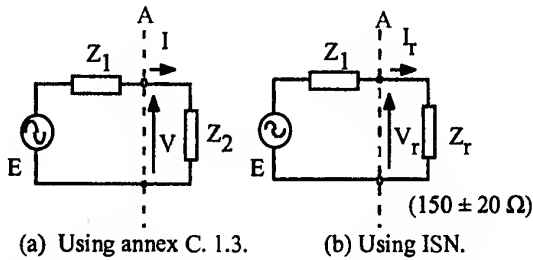 A
I
Z1
V
Z2
E
(a) Using annex C. 1.3.
A
Ir
Z1
Vr
Zr
E
(150 ± 20 Ω)
(b) Using ISN.